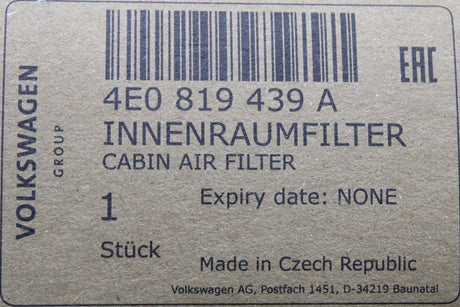 VOLKSWAGEN
GROUP
EAC
4E0 819 439 A
INNENRAUMFILTER
CABIN AIR FILTER
1
Expiry date: NONE
Stück
Made in Czech Republic
Volkswagen AG, Postfach 1451, D-34219 Baunatal